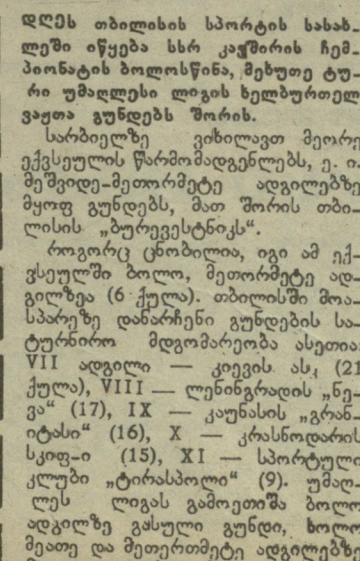 დღეს თბილისის სპორტის სასახ-
ლეში იწყება სსრ კავშირის ჩემ-
პიონატის ბოლოსწინა, მეხუთე ტუ-
რი უმაღლესი ლიგის ხელბურთელ
ვაჟთა გუნდებს შორის.
სარბიელზე ვიხილავთ მეორე
ექვსეულის წარმომადგენლებს, ე. ი.
მეშვიდე-მეთორმეტე ადგილებზე
მყოფ გუნდებს, მათ შორის თბი-
ლისის „ბურევესტნიკს“.
როგორც ცნობილია, იგი ამ ექ-
ვსეულში ბოლო, მეთორმეტე ად-
გილზეა (6 ქულა). თბილისში მოა-
სპარეზე დანარჩენი გუნდების სა-
ტურნირო მდგომარეობა ასეთია:
VII ადგილი — კიევის ასკ (21
ქულა), VIII — ლენინგრადის „ნე-
ვა“ (17), IX — კაუნასის „გრან-
იტასი“ (16), X — კრასნოდარის
სკიფ-ი (15), XI — სპორტული
კლუბი „ტირასპოლი“ (9). უმაღ-
ლეს ლიგას გამოეთიშა ბოლო
ადგილზე გასული გუნდი, ხოლო
მეათე და მეთერთმეტე ადგილებზე